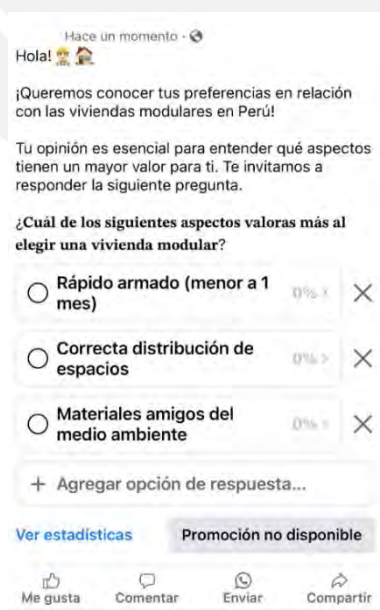 Hace un momento ·
Hola! 👷🏠
¡Queremos conocer tus preferencias en relación
con las viviendas modulares en Perú!
Tu opinión es esencial para entender qué aspectos
tienen un mayor valor para ti. Te invitamos a
responder la siguiente pregunta.
¿Cuál de los siguientes aspectos valoras más al
elegir una vivienda modular?
Rápido armado (menor a 1
mes)
0% >
Correcta distribución de
espacios
0% >
Materiales amigos del
medio ambiente
0% >
+ Agregar opción de respuesta...
Ver estadísticas Promoción no disponible
Me gusta Comentar Enviar Compartir